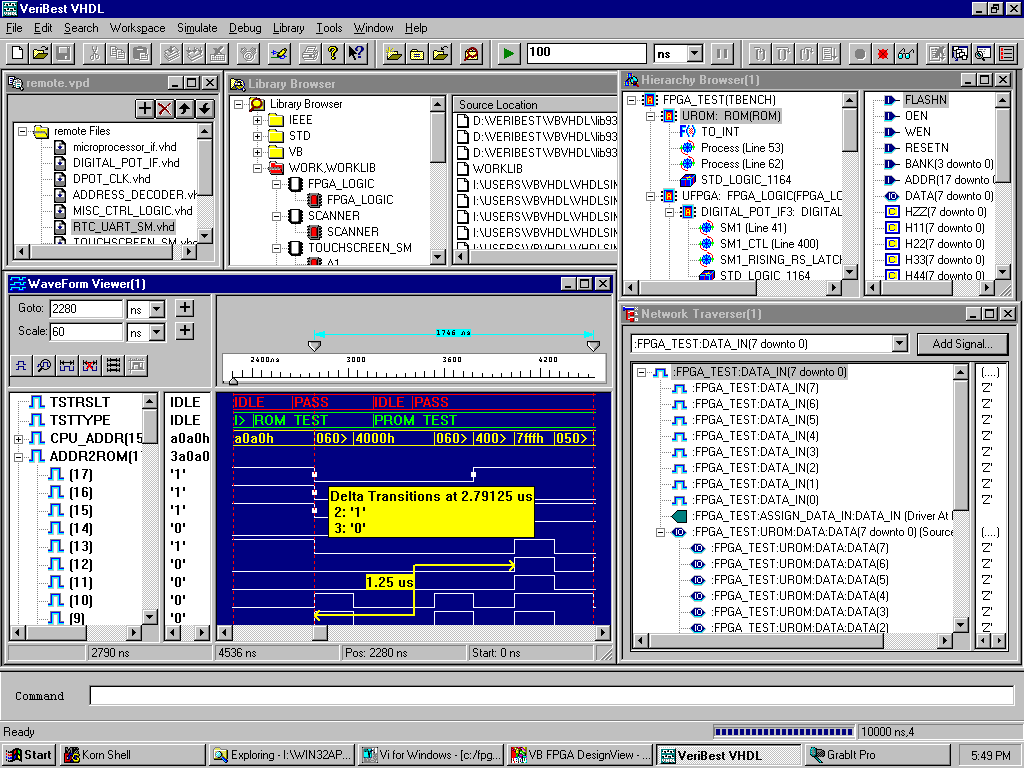 VeriBest VHDL
File Edit Search Workspace Simulate Debug Library Tools Window Help
100 ns
remote.vpd
remote Files
microprocessor_if.vhd
DIGITAL_POT_IF.vhd
DPOT_CLK.vhd
ADDRESS_DECODER.vh
MISC_CTRL_LOGIC.vhd
RTC_UART_SM.vhd
TOUCHSCREEN_SM.vhd
Library Browser
Library Browser
IEEE
STD
VB
WORK,WORKLIB
FPGA_LOGIC
FPGA_LOGIC
SCANNER
SCANNER
TOUCHSCREEN_SM
A1
Source Location
D:\VERIBEST\VBVHDL\lib93
D:\VERIBEST\VBVHDL\lib93
D:\VERIBEST\VBVHDL\lib93
WORKLIB
I:\USERS\VBVHDL\VHDLSIM
I:\USERS\VBVHDL\VHDLSIM
I:\USERS\VBVHDL\VHDLSIM
I:\USERS\VBVHDL\VHDLSIM
I:\USERS\VBVHDL\VHDLSIM
Hierarchy Browser(1)
FPGA_TEST(TBENCH)
UROM: ROM(ROM)
TO_INT
Process (Line 53)
Process (Line 62)
STD_LOGIC_1164
UFPGA: FPGA_LOGIC(FPGA_LO
DIGITAL_POT_IF3: DIGITAL
SM1 (Line 41)
SM1_CTL (Line 400)
SM1_RISING_RS_LATCH
STD_LOGIC_1164
FLASHN
OEN
WEN
RESETN
BANK(3 downto 0)
ADDR(17 downto 0
DATA(7 downto 0)
HZZ(7 downto 0)
H11(7 downto 0)
H22(7 downto 0)
H33(7 downto 0)
H44(7 downto 0)
WaveForm Viewer(1)
Goto: 2280 ns
Scale: 60 ns
1746 ns
2400ns 3000 3600 4200
TSTRSLT IDLE
TSTTYPE IDLE
CPU_ADDR(15 a0a0h
ADDR2ROM(1 3a0a0
(17) '1'
(16) '1'
(15) '1'
(14) '0'
(13) '1'
(12) '0'
(11) '0'
(10) '0'
(9) '0'
IDLE PASS IDLE PASS
I> ROM TEST PROM TEST
a0a0h 060> 4000h 060> 400> 7fffh 050>
Delta Transitions at 2.79125 us
2: '1'
3: '0'
1.25 us
2790 ns 4536 ns Pos: 2280 ns Start: 0 ns
Network Traverser(1)
:FPGA_TEST:DATA_IN(7 downto 0) Add Signal...
:FPGA_TEST:DATA_IN(7 downto 0) (....)
:FPGA_TEST:DATA_IN(7) 'Z'
:FPGA_TEST:DATA_IN(6) 'Z'
:FPGA_TEST:DATA_IN(5) 'Z'
:FPGA_TEST:DATA_IN(4) 'Z'
:FPGA_TEST:DATA_IN(3) 'Z'
:FPGA_TEST:DATA_IN(2) 'Z'
:FPGA_TEST:DATA_IN(1) 'Z'
:FPGA_TEST:DATA_IN(0) 'Z'
:FPGA_TEST:ASSIGN_DATA_IN:DATA_IN (Driver At
:FPGA_TEST:UROM:DATA:DATA(7 downto 0) (Source (....)
:FPGA_TEST:UROM:DATA:DATA(7) 'Z'
:FPGA_TEST:UROM:DATA:DATA(6) 'Z'
:FPGA_TEST:UROM:DATA:DATA(5) 'Z'
:FPGA_TEST:UROM:DATA:DATA(4) 'Z'
:FPGA_TEST:UROM:DATA:DATA(3) 'Z'
:FPGA_TEST:UROM:DATA:DATA(2) 'Z'
Command
Ready 10000 ns,4
Start Korn Shell Exploring - I:\WIN32AP... Vi for Windows - [c:/fpg... VB FPGA DesignView - ... VeriBest VHDL GrabIt Pro 5:49 PM